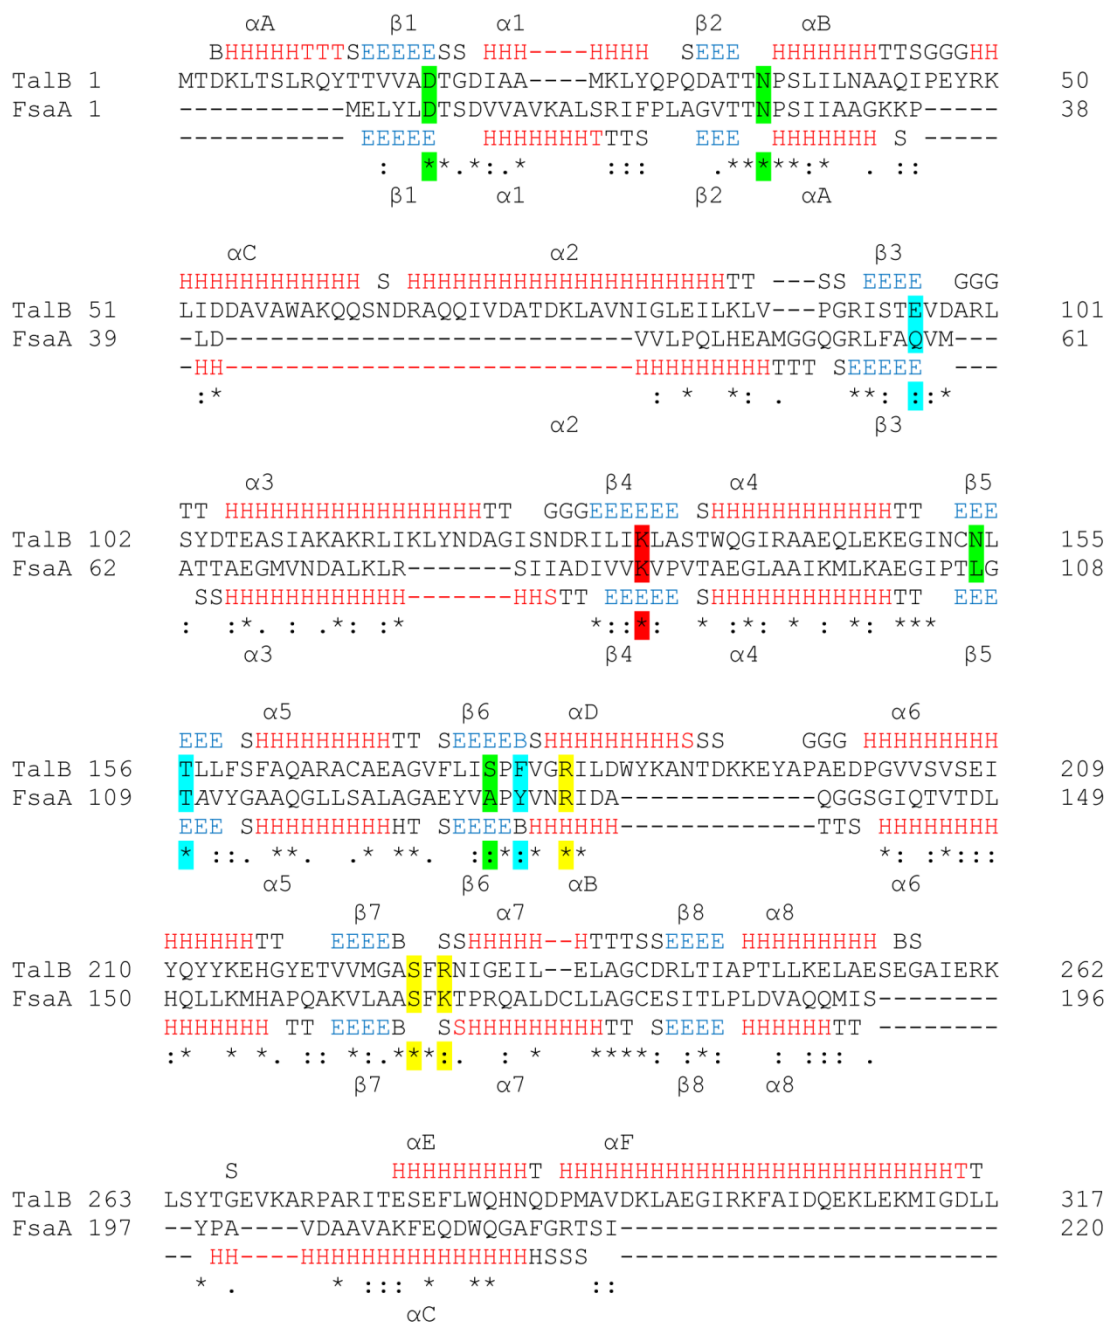 αA β1 α1 β2 αB
BHHHHHTTTSEEEEESS HHH----HHHH SEEE HHHHHHHTTSGGGHH
TalB 1 MTDKLTSLRQYTTVVADTGDIAA----MKLYQPQDATTNPSLILNAAQIPEYRK 50
FsaA 1 -----------MELYLDTSDVVAVKALSRIFPLAGVTTNPSIIAAGKKP----- 38
----------- EEEEE HHHHHHHTTTS EEE HHHHHHH S -----
: **.*:.* ::: .******:* . ::
β1 α1 β2 αA
αC α2 β3
HHHHHHHHHHHH S HHHHHHHHHHHHHHHHHHHHHTT ---SS EEEE GGG
TalB 51 LIDDAVAWAKQQSNDRAQQIVDATDKLAVNIGLEILKLV---PGRISTEVDARL 101
FsaA 39 -LD---------------------------VVLPQLHEAMGGQGRLFAQVM--- 61
-HH---------------------------HHHHHHHHHTTT SEEEEE ---
:* : * *: . **: ::*
α2 β3
TT α3 β4 α4 β5
TT HHHHHHHHHHHHHHHHHTT GGGEEEEEE SHHHHHHHHHHHHTT EEE
TalB 102 SYDTEASIAKAKRLIKLYNDAGISNDRILIKLASTWQGIRAAEQLEKEGINCNL 155
FsaA 62 ATTAEGMVNDALKLR-------SIIADIVVKVPVTAEGLAAIKMLKAEGIPTLG 108
SSHHHHHHHHHHHH-------HHSTT EEEEE SHHHHHHHHHHHHTT EEE
: :*. : .*: :* *::*: * *: * : *: ***
α3 β4 α4 β5
α5 β6 αD α6
EEE SHHHHHHHHHTT SEEEEBSHHHHHHHHHSSS GGG HHHHHHHHH
TalB 156 TLLFSFAQARACAEAGVFLISPFVGRILDWYKANTDKKEYAPAEDPGVVSVSEI 209
FsaA 109 TAVYGAAQGLLSALAGAEYVAPYVNRIDA-------------QGGSGIQTVTDL 149
EEE SHHHHHHHHHHT SEEEEBHHHHHH-------------TTS HHHHHHHH
* ::. **. .* **. ::*:* ** *: :*:::
α5 β6 αB α6
β7 α7 β8 α8
HHHHHHTT EEEEB SSHHHHH--HTTTSSEEEE HHHHHHHHH BS
TalB 210 YQYYKEHGYETVVMGASFRNIGEIL--ELAGCDRLTIAPTLLKELAESEGAIERK 262
FsaA 150 HQLLKMHAPQAKVLAASFKTPRQALDCLLAGCESITLPLDVAQQMIS-------- 196
HHHHHHH TT EEEEB SSHHHHHHHHHTT SEEEE HHHHHHTT --------
:* * *. :: *:.***:. : * ****: :*: : :: .
β7 α7 β8 α8
αE αF
S HHHHHHHHHT HHHHHHHHHHHHHHHHHHHHHHHHHHTT
TalB 263 LSYTGEVKARPARITESEFLWQHNQDPMAVDKLAEGIRKFAIDQEKLEKMIGDLL 317
FsaA 197 --YPA----VDAAVAKFEQDWQGAFGRTSI------------------------- 220
-- HH----HHHHHHHHHHHHHHHHSSS -------------------------
* . * ::: * ** ::
αC